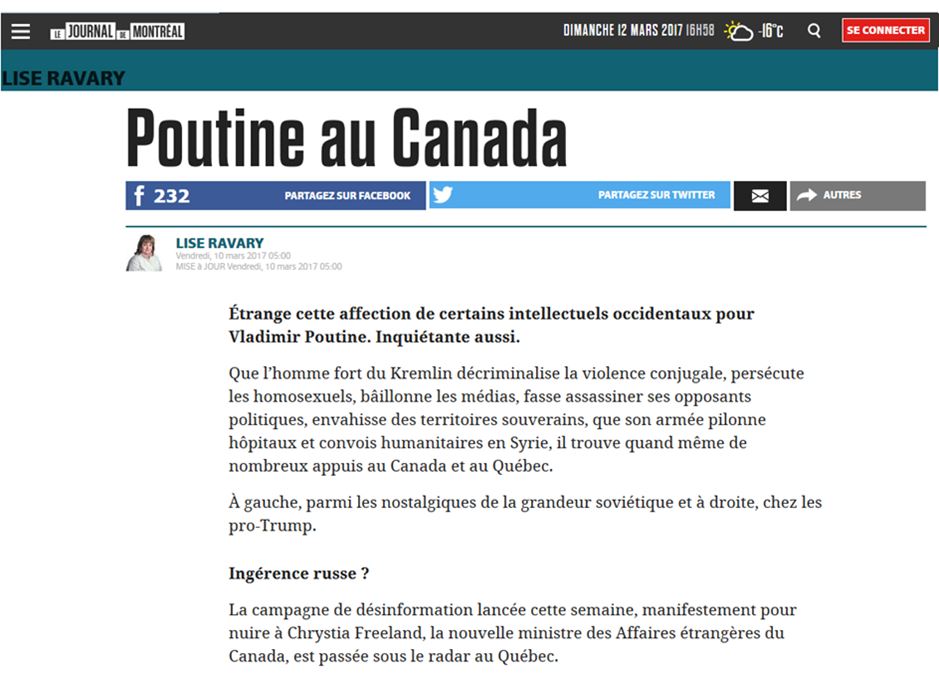 LE JOURNAL DE MONTRÉAL
DIMANCHE 12 MARS 2017 16H58 -16°C SE CONNECTER
LISE RAVARY
Poutine au Canada
232 PARTAGEZ SUR FACEBOOK PARTAGEZ SUR TWITTER AUTRES
LISE RAVARY
Vendredi, 10 mars 2017 05:00
MISE à JOUR Vendredi, 10 mars 2017 05:00
Étrange cette affection de certains intellectuels occidentaux pour
Vladimir Poutine. Inquiétante aussi.
Que l’homme fort du Kremlin décriminalise la violence conjugale, persécute
les homosexuels, bâillonne les médias, fasse assassiner ses opposants
politiques, envahisse des territoires souverains, que son armée pilonne
hôpitaux et convois humanitaires en Syrie, il trouve quand même de
nombreux appuis au Canada et au Québec.
À gauche, parmi les nostalgiques de la grandeur soviétique et à droite, chez les
pro-Trump.
Ingérence russe ?
La campagne de désinformation lancée cette semaine, manifestement pour
nuire à Chrystia Freeland, la nouvelle ministre des Affaires étrangères du
Canada, est passée sous le radar au Québec.